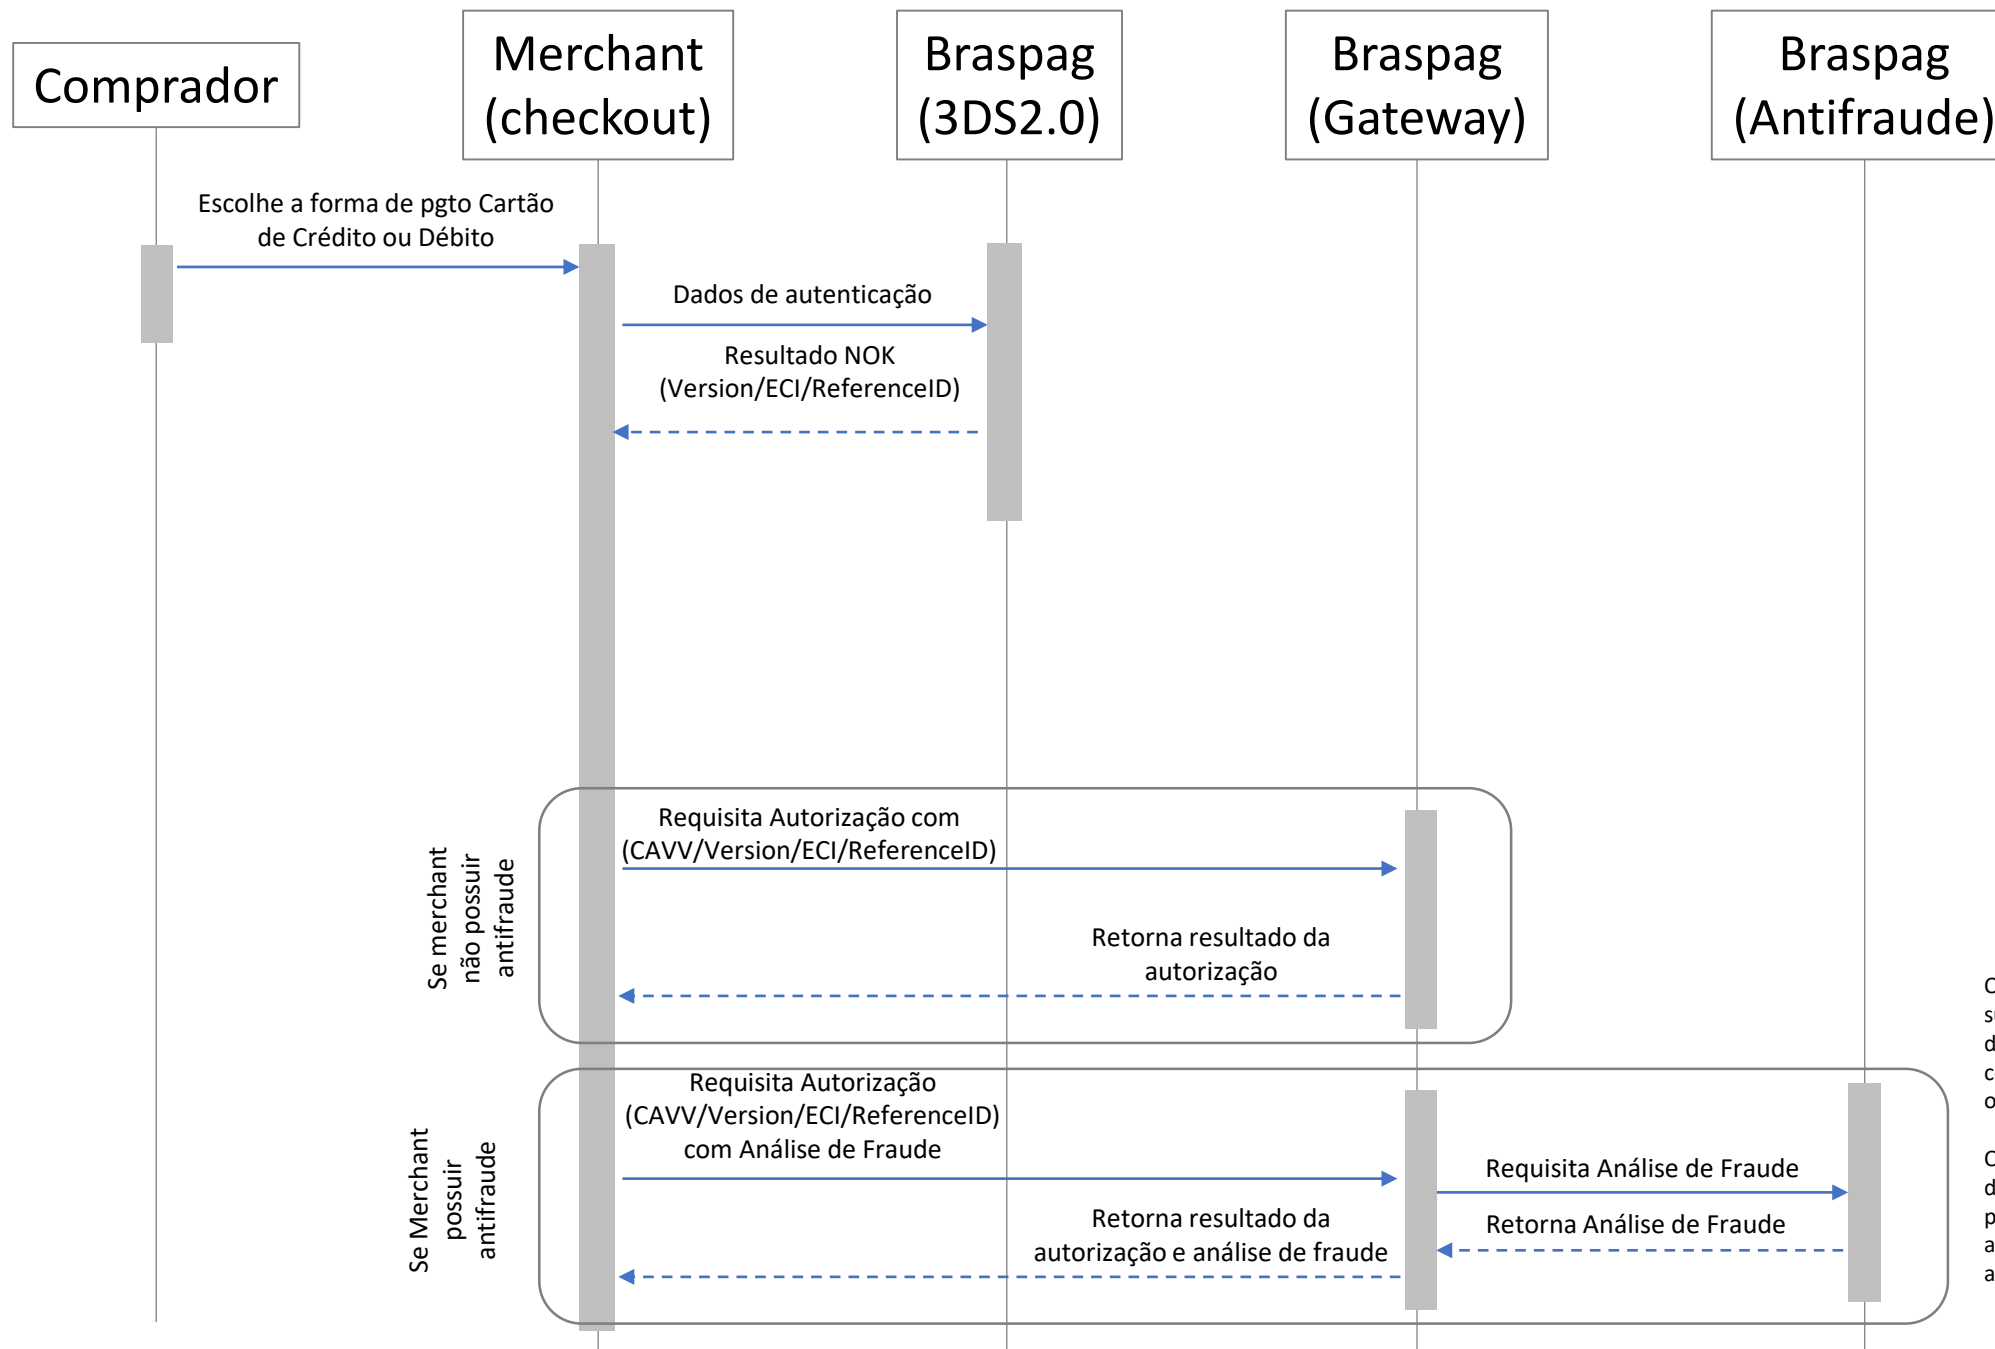 Comprador
Merchant
(checkout)
Braspag
(3DS2.0)
Braspag
(Gateway)
Braspag
(Antifraude)
Escolhe a forma de pgto Cartão
de Crédito ou Débito
Dados de autenticação
Resultado NOK
(Version/ECI/ReferenceID)
Se merchant
não possuir
antifraude
Requisita Autorização com
(CAVV/Version/ECI/ReferenceID)
Retorna resultado da
autorização
Se Merchant
possuir
antifraude
Requisita Autorização
(CAVV/Version/ECI/ReferenceID)
com Análise de Fraude
Requisita Análise de Fraude
Retorna Análise de Fraude
Retorna resultado da
autorização e análise de fraude